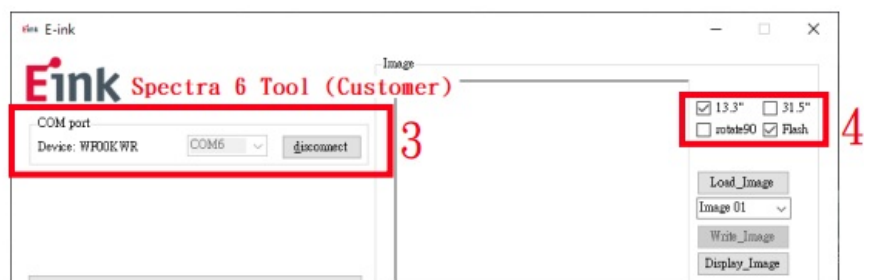 Eink E-ink
Eink Spectra 6 Tool (Customer)
Image
COM port
Device: WF00KWR COM6 disconnect
3
13.3" 31.5"
rotate90 Flash
4
Load_Image
Image 01
Write_Image
Display_Image